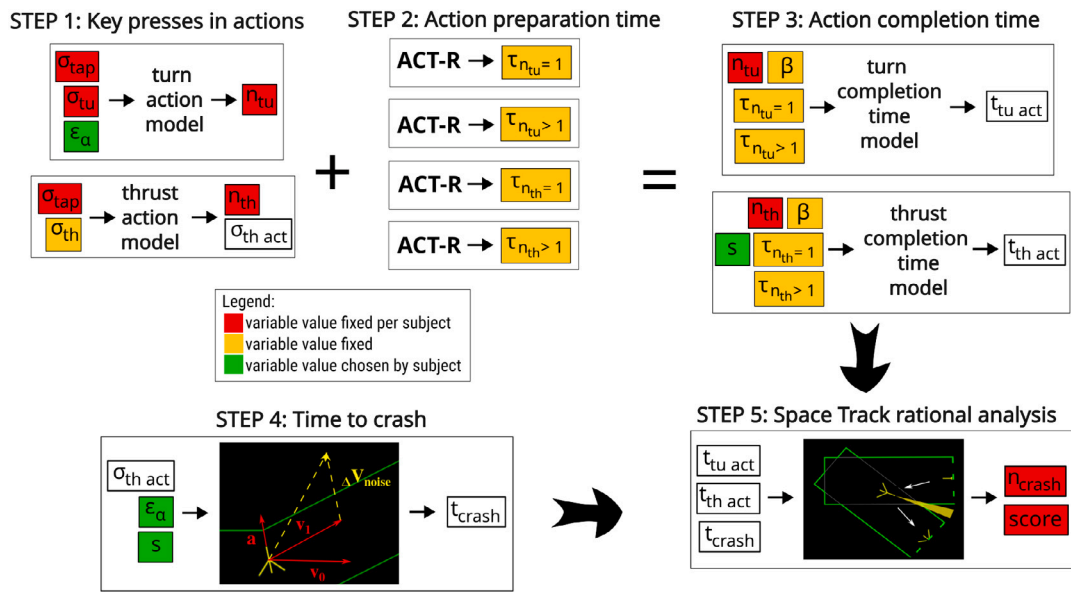 STEP 1: Key presses in actions
σtap
σtu
εα
turn
action
model
ntu
σtap
σth
thrust
action
model
nth
σth act
+
STEP 2: Action preparation time
ACT-R
τntu = 1
ACT-R
τntu > 1
ACT-R
τnth = 1
ACT-R
τnth > 1
=
STEP 3: Action completion time
ntu
β
τntu = 1
τntu > 1
turn
completion
time
model
ttu act
nth
β
s
τnth = 1
τnth > 1
thrust
completion
time
model
tth act
Legend:
variable value fixed per subject
variable value fixed
variable value chosen by subject
STEP 4: Time to crash
σth act
εα
s
ΔVnoise
v1
a
v0
tcrash
STEP 5: Space Track rational analysis
ttu act
tth act
tcrash
ncrash
score